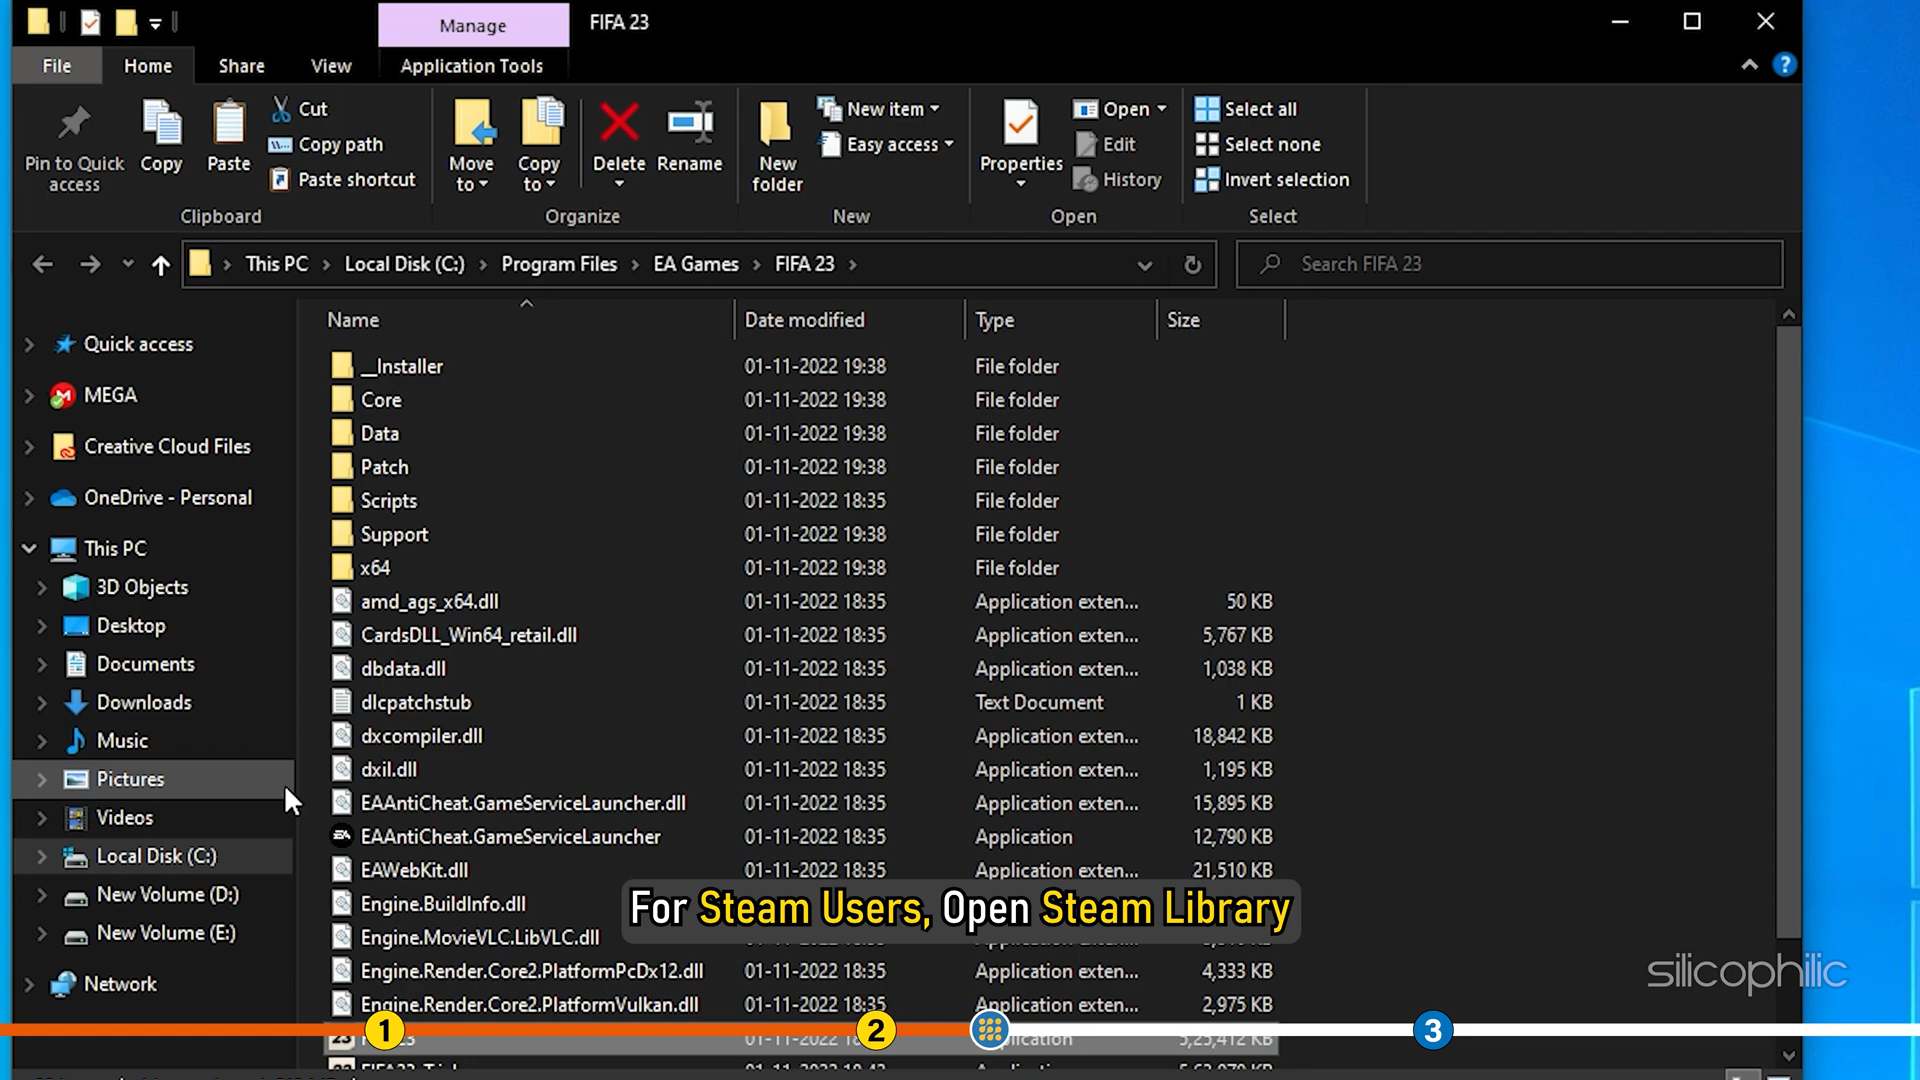 Manage
FIFA 23
File
Home
Share
View
Application Tools
Pin to Quick access
Copy
Paste
Cut
Copy path
Paste shortcut
Move to
Copy to
Delete
Rename
New folder
New item
Easy access
Properties
Open
Edit
History
Select all
Select none
Invert selection
Clipboard
Organize
New
Open
Select
This PC > Local Disk (C:) > Program Files > EA Games > FIFA 23 >
Search FIFA 23
Quick access
MEGA
Creative Cloud Files
OneDrive - Personal
This PC
3D Objects
Desktop
Documents
Downloads
Music
Pictures
Videos
Local Disk (C:)
New Volume (D:)
New Volume (E:)
Network
Name Date modified Type Size
__Installer 01-11-2022 19:38 File folder
Core 01-11-2022 19:38 File folder
Data 01-11-2022 19:38 File folder
Patch 01-11-2022 19:38 File folder
Scripts 01-11-2022 18:35 File folder
Support 01-11-2022 18:35 File folder
x64 01-11-2022 19:38 File folder
amd_ags_x64.dll 01-11-2022 18:35 Application exten... 50 KB
CardsDLL_Win64_retail.dll 01-11-2022 18:35 Application exten... 5,767 KB
dbdata.dll 01-11-2022 18:35 Application exten... 1,038 KB
dlcpatchstub 01-11-2022 18:35 Text Document 1 KB
dxcompiler.dll 01-11-2022 18:35 Application exten... 18,842 KB
dxil.dll 01-11-2022 18:35 Application exten... 1,195 KB
EAAntiCheat.GameServiceLauncher.dll 01-11-2022 18:35 Application exten... 15,895 KB
EAAntiCheat.GameServiceLauncher 01-11-2022 18:35 Application 12,790 KB
EAWebKit.dll 01-11-2022 18:35 Application exten... 21,510 KB
Engine.BuildInfo.dll
Engine.MovieVLC.LibVLC.dll
Engine.Render.Core2.PlatformPcDx12.dll 01-11-2022 18:35 Application exten... 4,333 KB
Engine.Render.Core2.PlatformVulkan.dll 01-11-2022 18:35 Application exten... 2,975 KB
For Steam Users, Open Steam Library
silicophilic
1
2
3